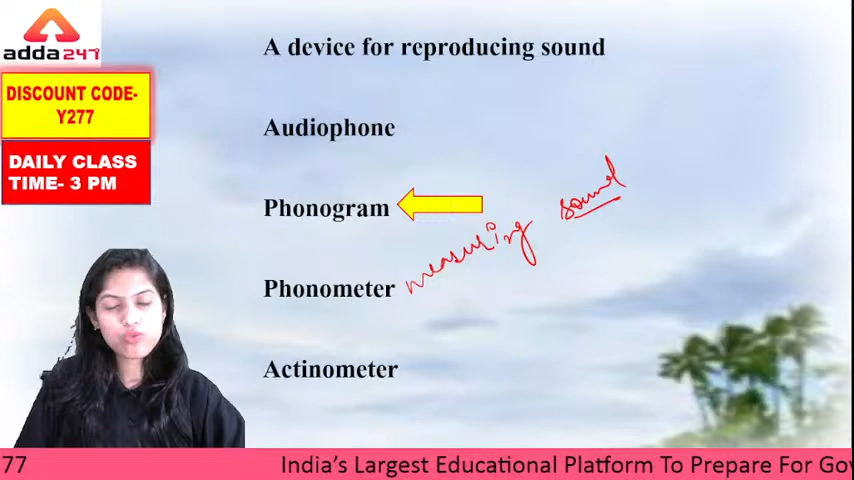 adda247
DISCOUNT CODE-
Y277
DAILY CLASS
TIME- 3 PM
A device for reproducing sound
Audiophone
Phonogram
Phonometer
measuring sound
Actinometer
77
India's Largest Educational Platform To Prepare For Gov